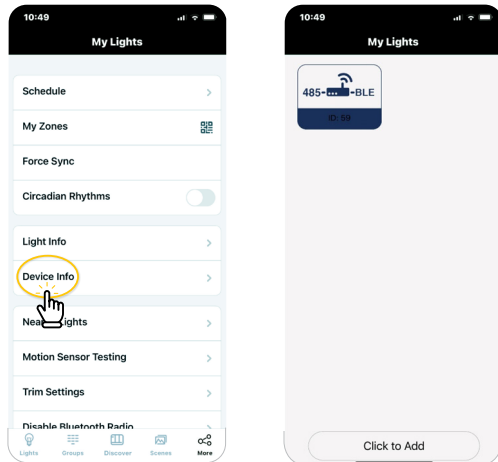 10:49
My Lights
Schedule
My Zones
Force Sync
Circadian Rhythms
Light Info
Device Info
Nea Lights
Motion Sensor Testing
Trim Settings
Disable Bluetooth Radio
Lights Groups Discover Scenes More
10:49
My Lights
485- -BLE
ID: 59
Click to Add